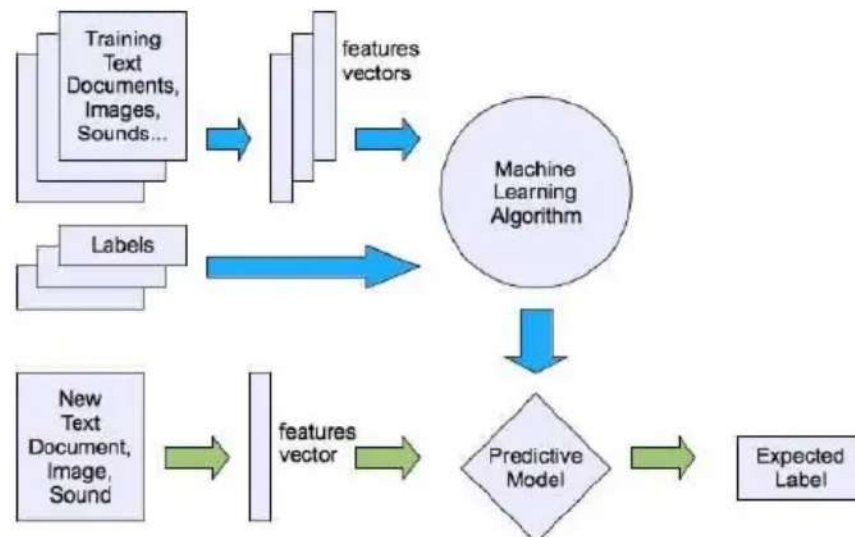 Training
Text
Documents,
Images,
Sounds...
features
vectors
Machine
Learning
Algorithm
Labels
New
Text
Document,
Image,
Sound
features
vector
Predictive
Model
Expected
Label